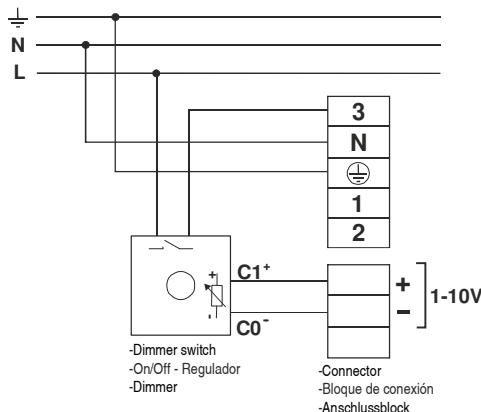 N
L
3
N
1
2
C1+
+
-
C0-
+
−
1-10V
-Dimmer switch
-On/Off - Regulador
-Dimmer
-Connector
-Bloque de conexión
-Anschlussblock